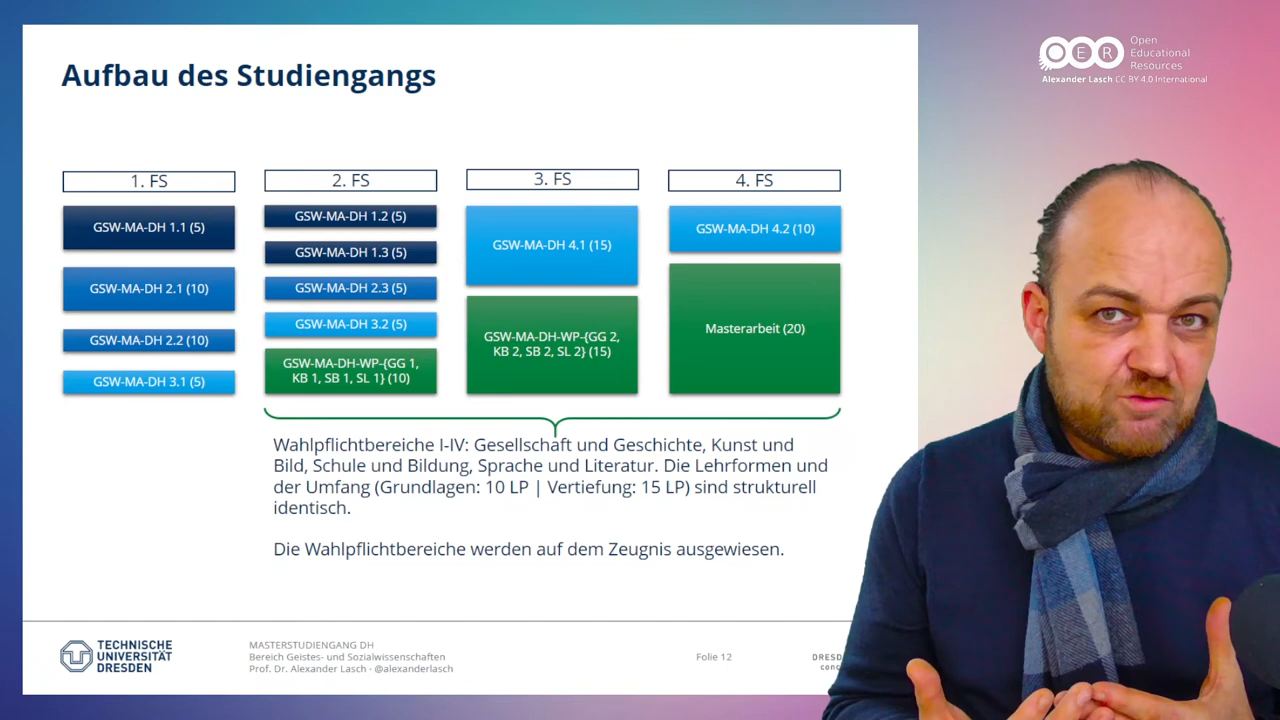 Aufbau des Studiengangs
OER
Open
Educational
Resources
Alexander Lasch CC BY 4.0 International
1. FS
GSW-MA-DH 1.1 (5)
GSW-MA-DH 2.1 (10)
GSW-MA-DH 2.2 (10)
GSW-MA-DH 3.1 (5)
2. FS
GSW-MA-DH 1.2 (5)
GSW-MA-DH 1.3 (5)
GSW-MA-DH 2.3 (5)
GSW-MA-DH 3.2 (5)
GSW-MA-DH-WP-{GG 1,
KB 1, SB 1, SL 1} (10)
3. FS
GSW-MA-DH 4.1 (15)
GSW-MA-DH-WP-{GG 2,
KB 2, SB 2, SL 2} (15)
4. FS
GSW-MA-DH 4.2 (10)
Masterarbeit (20)
Wahlpflichtbereiche I-IV: Gesellschaft und Geschichte, Kunst und
Bild, Schule und Bildung, Sprache und Literatur. Die Lehrformen und
der Umfang (Grundlagen: 10 LP | Vertiefung: 15 LP) sind strukturell
identisch.
Die Wahlpflichtbereiche werden auf dem Zeugnis ausgewiesen.
TECHNISCHE
UNIVERSITÄT
DRESDEN
MASTERSTUDIENGANG DH
Bereich Geistes- und Sozialwissenschaften
Prof. Dr. Alexander Lasch - @alexanderlasch
Folie 12
DRESD
conc